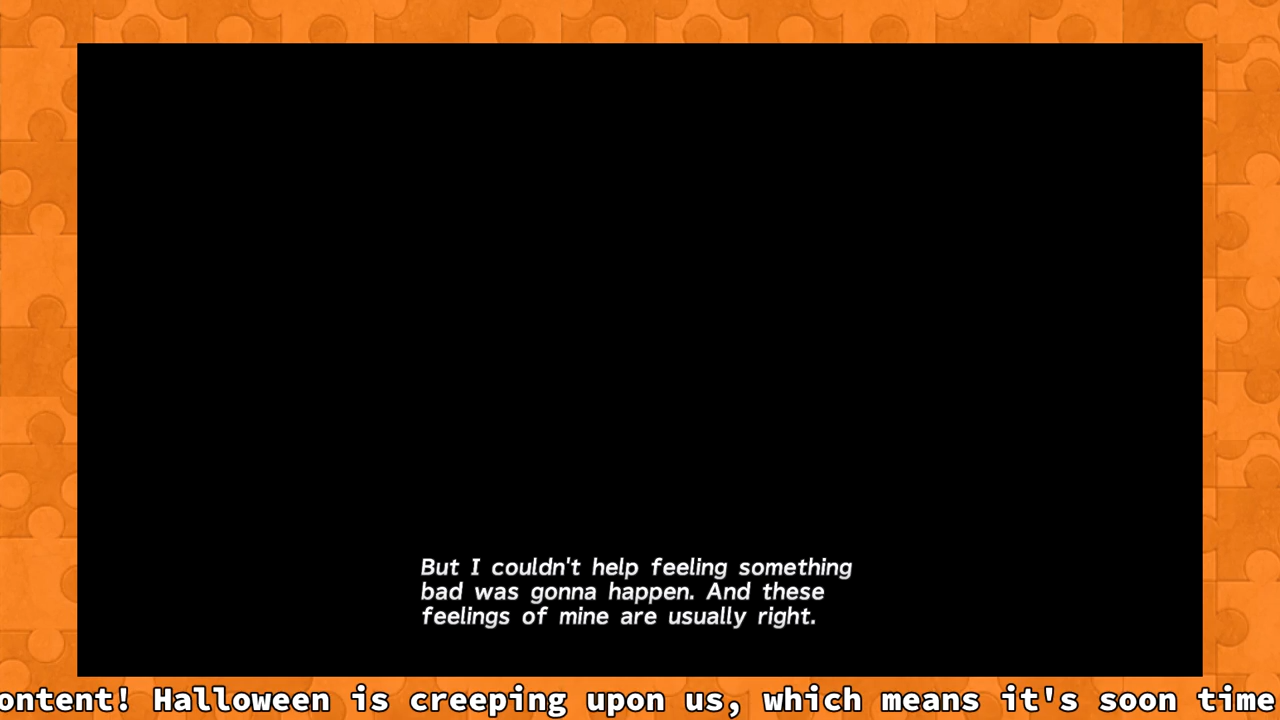 But I couldn't help feeling something
bad was gonna happen. And these
feelings of mine are usually right.
ontent! Halloween is creeping upon us, which means it's soon time